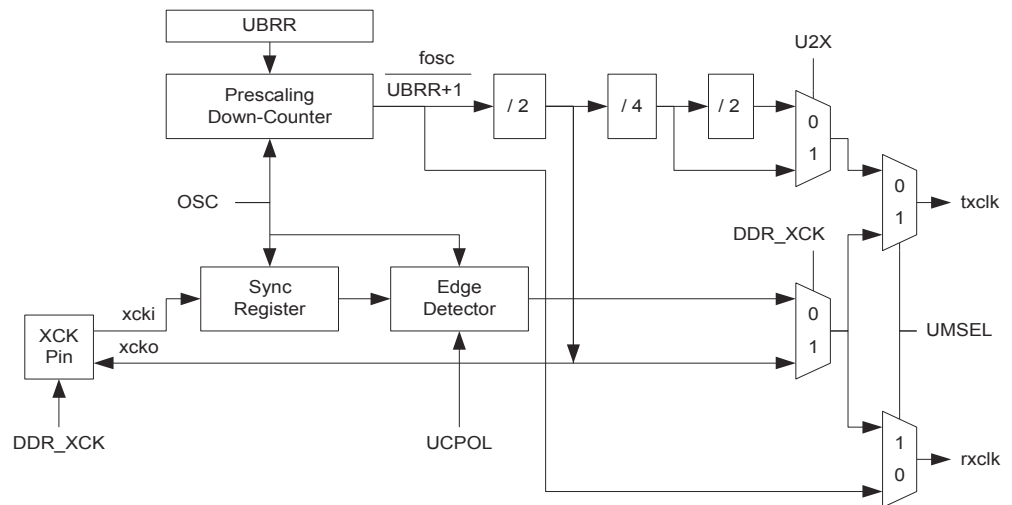 UBRR
U2X
fosc
UBRR+1
Prescaling
Down-Counter
/ 2
/ 4
/ 2
0
1
OSC
0
1
txclk
DDR_XCK
Sync
Register
Edge
Detector
xcki
0
1
UMSEL
XCK
Pin
xcko
DDR_XCK
UCPOL
1
0
rxclk